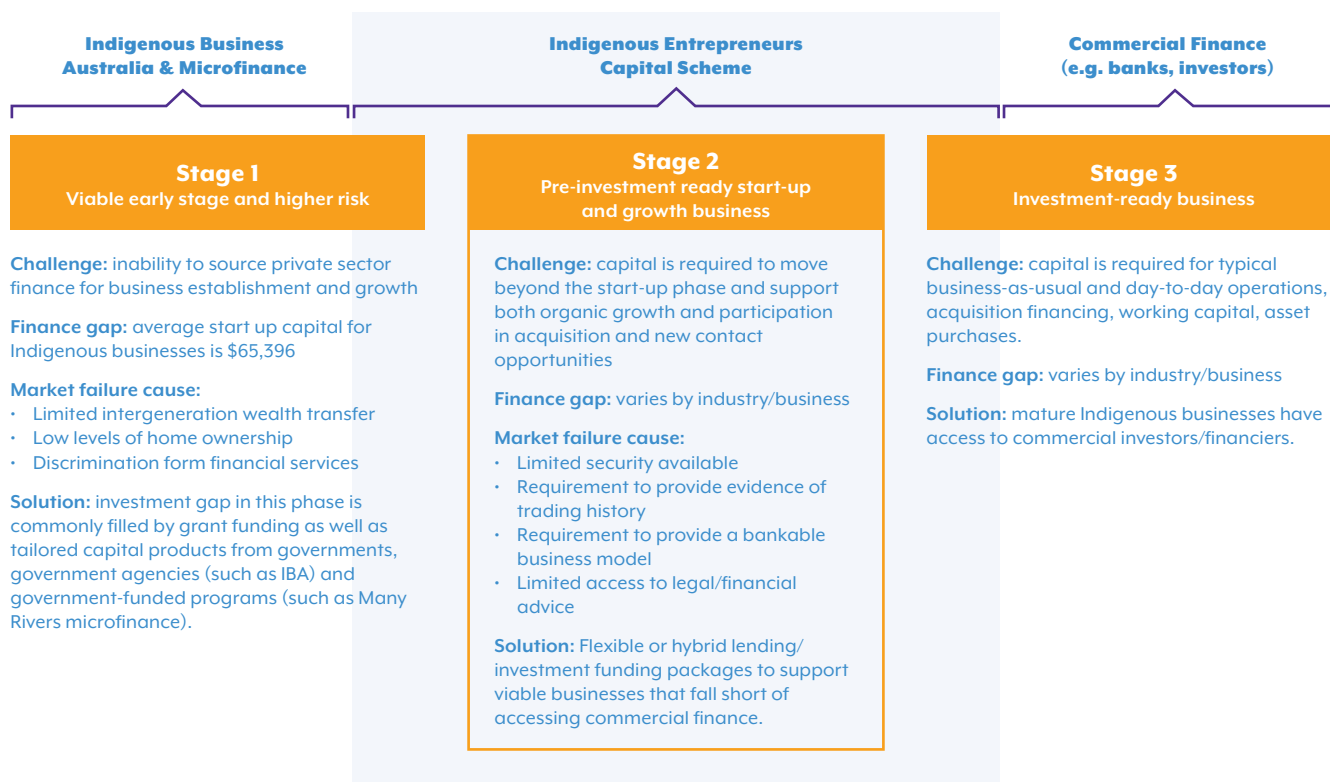 Indigenous Business
Australia & Microfinance
Indigenous Entrepreneurs
Capital Scheme
Commercial Finance
(e.g. banks, investors)
Stage 1
Viable early stage and higher risk
Challenge: inability to source private sector
finance for business establishment and growth
Finance gap: average start up capital for
Indigenous businesses is $65,396
Market failure cause:
• Limited intergeneration wealth transfer
• Low levels of home ownership
• Discrimination form financial services
Solution: investment gap in this phase is
commonly filled by grant funding as well as
tailored capital products from governments,
government agencies (such as IBA) and
government-funded programs (such as Many
Rivers microfinance).
Stage 2
Pre-investment ready start-up
and growth business
Challenge: capital is required to move
beyond the start-up phase and support
both organic growth and participation
in acquisition and new contact
opportunities
Finance gap: varies by industry/business
Market failure cause:
• Limited security available
• Requirement to provide evidence of
trading history
• Requirement to provide a bankable
business model
• Limited access to legal/financial
advice
Solution: Flexible or hybrid lending/
investment funding packages to support
viable businesses that fall short of
accessing commercial finance.
Stage 3
Investment-ready business
Challenge: capital is required for typical
business-as-usual and day-to-day operations,
acquisition financing, working capital, asset
purchases.
Finance gap: varies by industry/business
Solution: mature Indigenous businesses have
access to commercial investors/financiers.